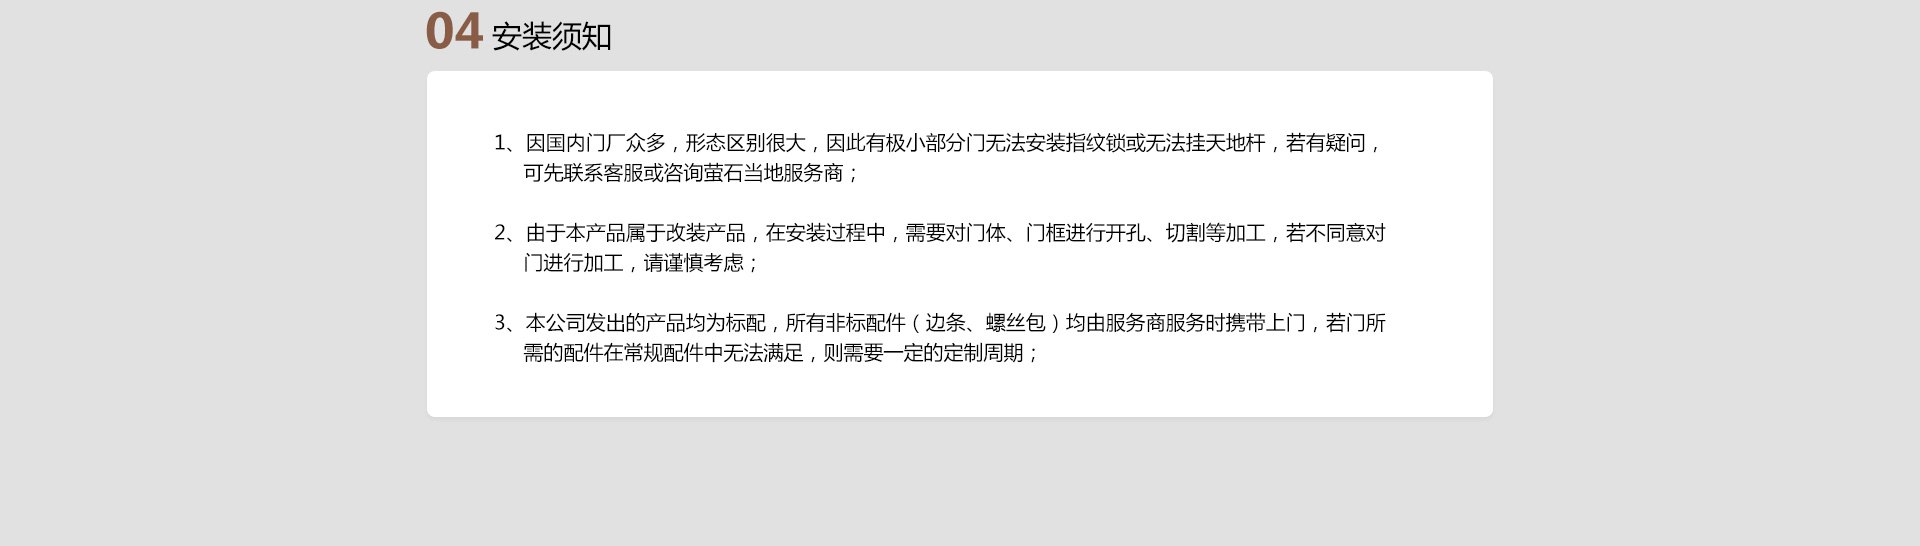 04 安装须知
1、因国内门厂众多，形态区别很大，因此有极小部分门无法安装指纹锁或无法挂天地杆，若有疑问，
可先联系客服或咨询萤石当地服务商；
2、由于本产品属于改装产品，在安装过程中，需要对门体、门框进行开孔、切割等加工，若不同意对
门进行加工，请谨慎考虑；
3、本公司发出的产品均为标配，所有非标配件（边条、螺丝包）均由服务商服务时携带上门，若门所
需的配件在常规配件中无法满足，则需要一定的定制周期；